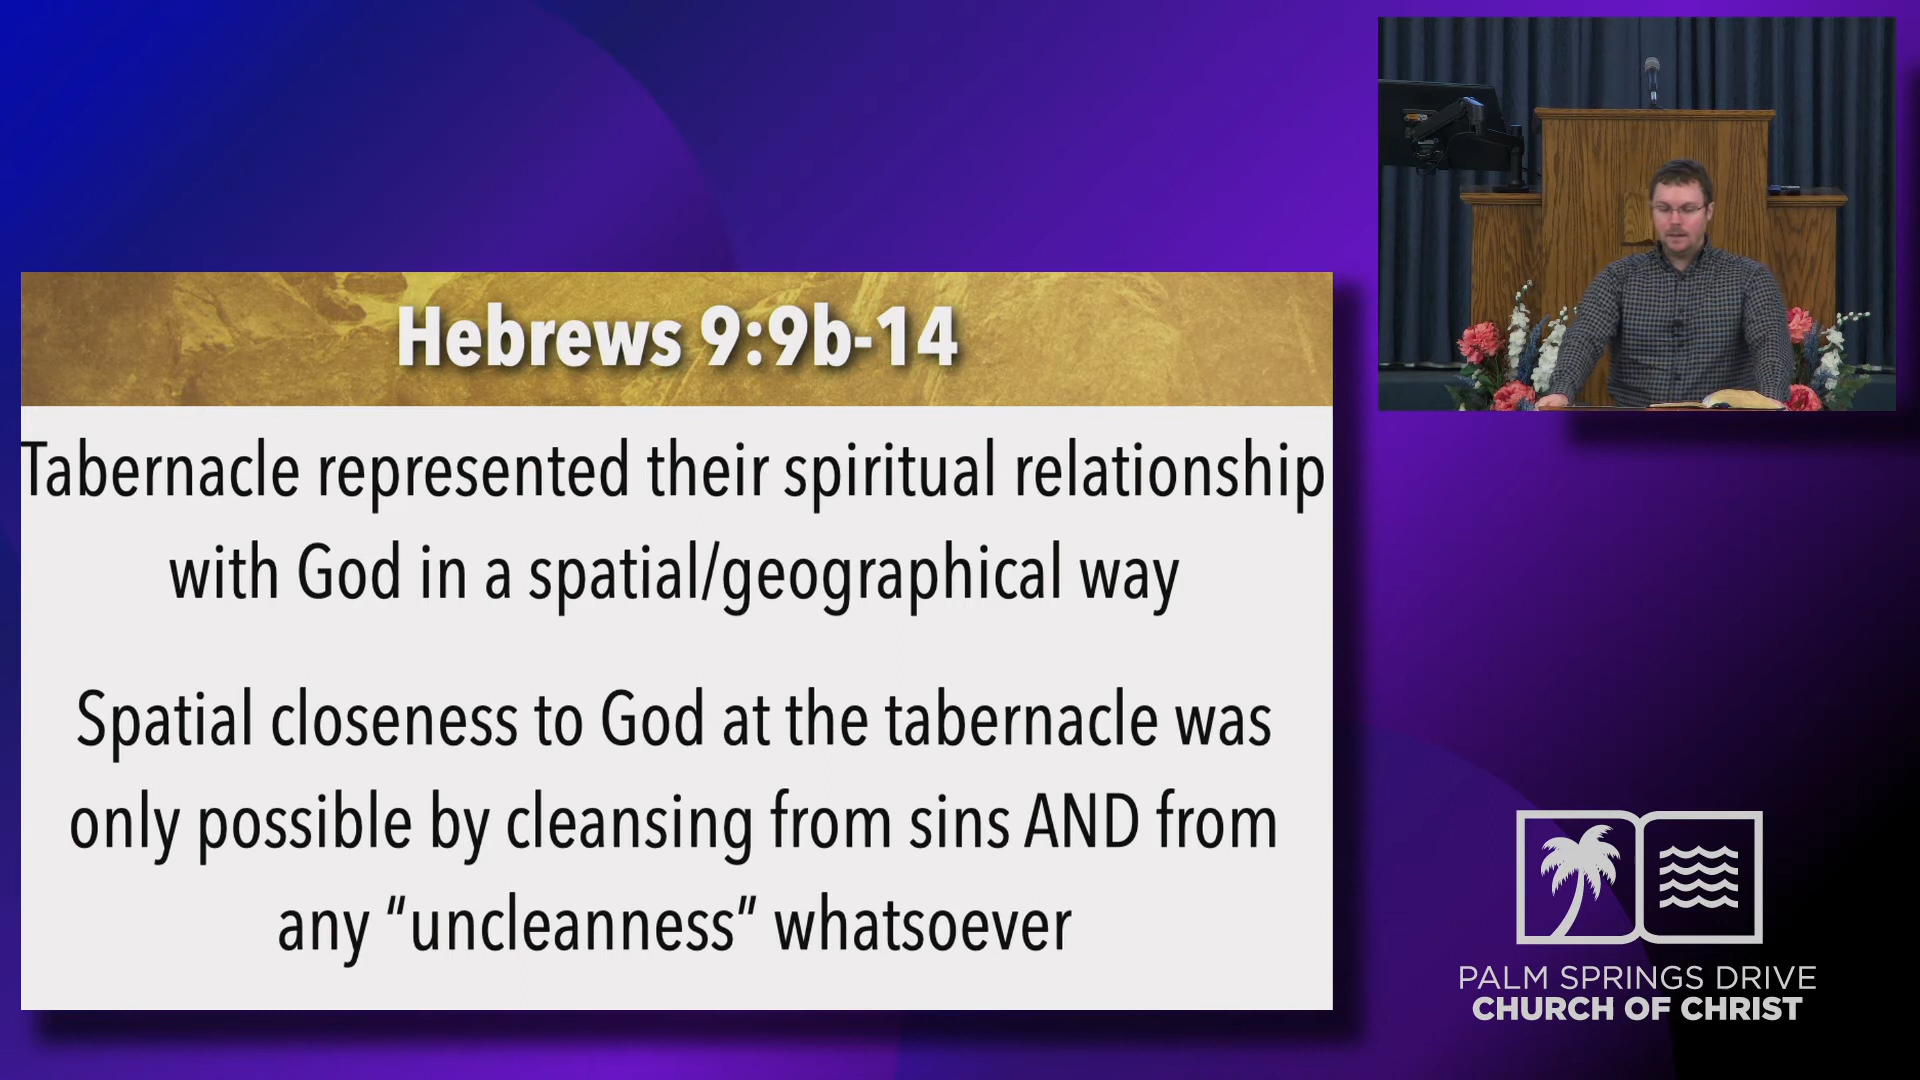 Hebrews 9:9b-14
Tabernacle represented their spiritual relationship
with God in a spatial/geographical way
Spatial closeness to God at the tabernacle was
only possible by cleansing from sins AND from
any “uncleanness” whatsoever
PALM SPRINGS DRIVE
CHURCH OF CHRIST